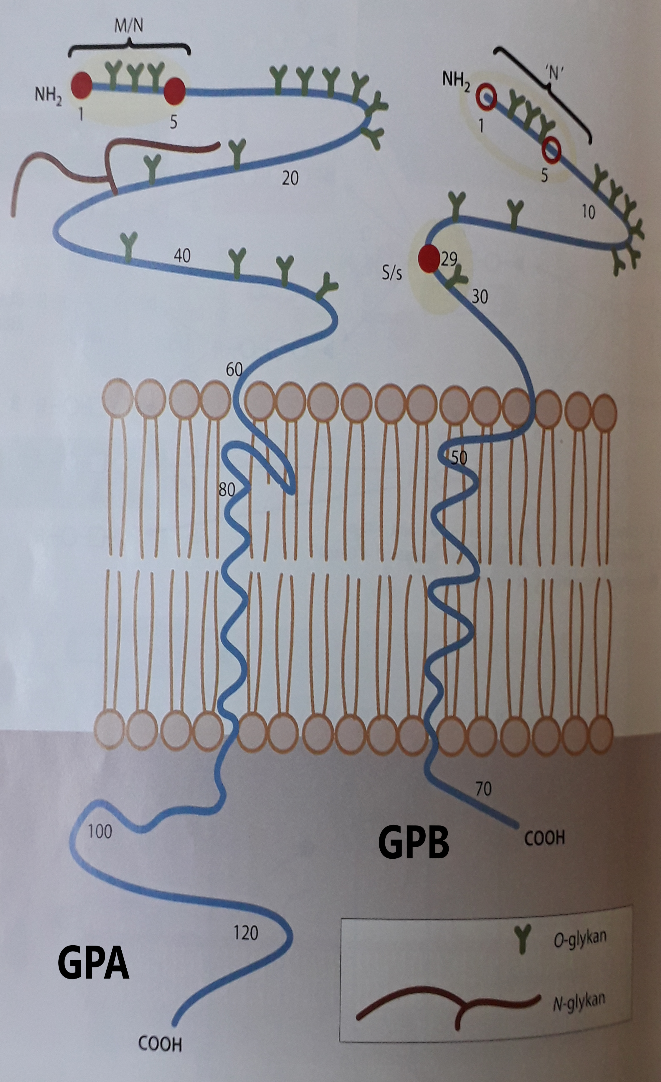 M/N
NH2
1
5
20
40
60
80
100
120
COOH
GPA
NH2
'N'
1
5
10
S/s
29
30
50
70
COOH
GPB
O-glykan
N-glykan